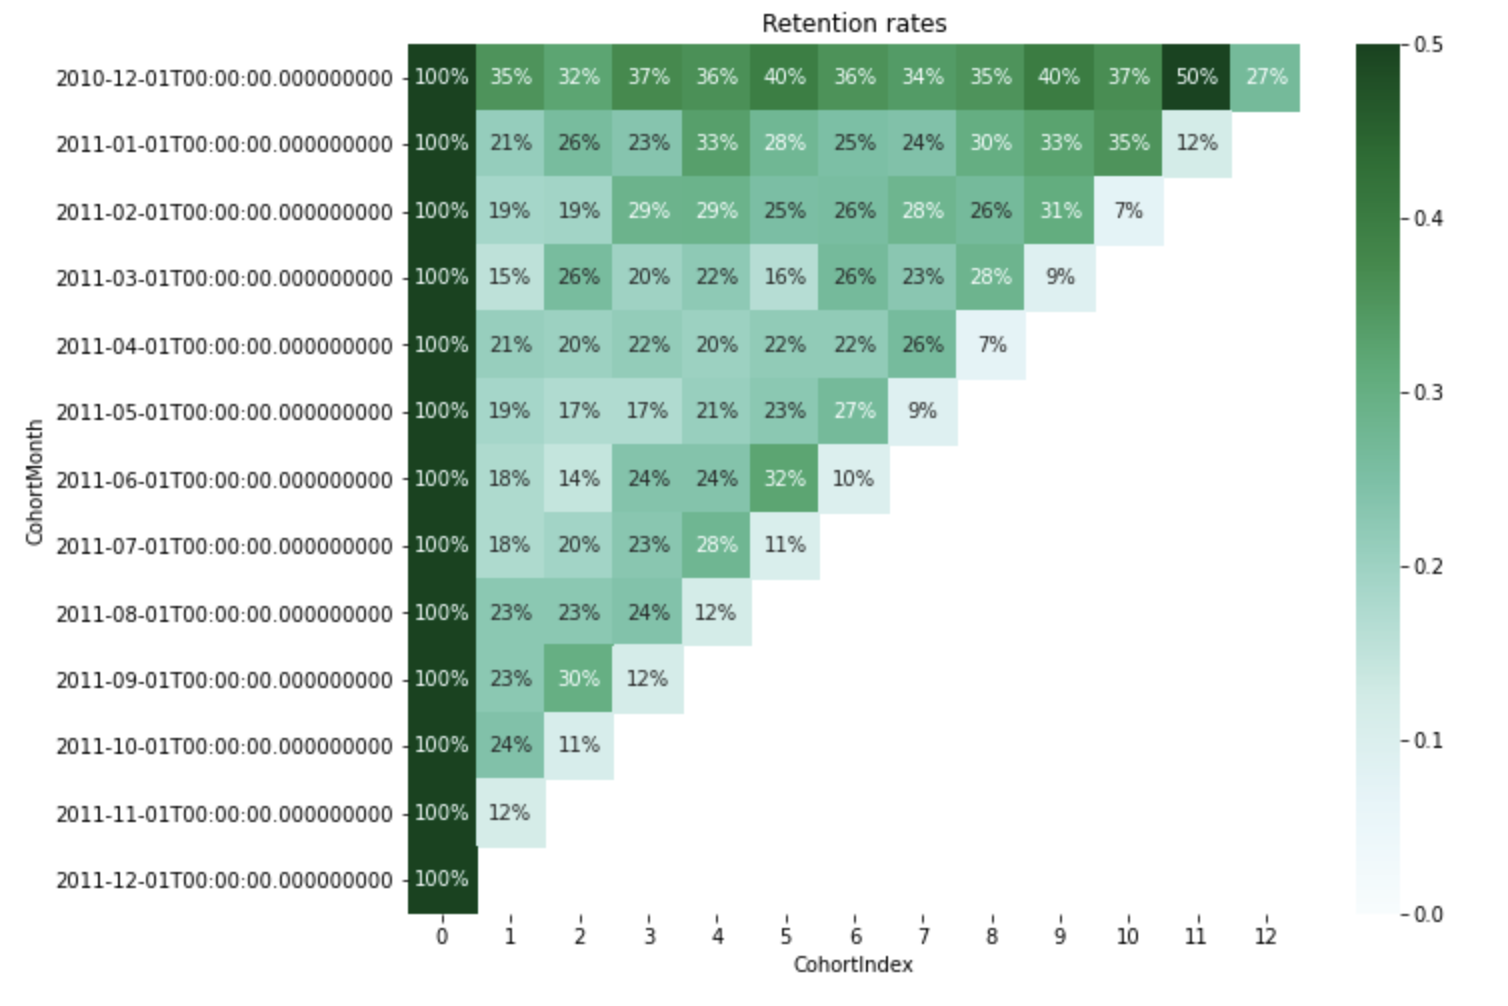 Retention rates
CohortMonth
2010-12-01T00:00:00.000000000 100% 35% 32% 37% 36% 40% 36% 34% 35% 40% 37% 50% 27%
2011-01-01T00:00:00.000000000 100% 21% 26% 23% 33% 28% 25% 24% 30% 33% 35% 12%
2011-02-01T00:00:00.000000000 100% 19% 19% 29% 29% 25% 26% 28% 26% 31% 7%
2011-03-01T00:00:00.000000000 100% 15% 26% 20% 22% 16% 26% 23% 28% 9%
2011-04-01T00:00:00.000000000 100% 21% 20% 22% 20% 22% 22% 26% 7%
2011-05-01T00:00:00.000000000 100% 19% 17% 17% 21% 23% 27% 9%
2011-06-01T00:00:00.000000000 100% 18% 14% 24% 24% 32% 10%
2011-07-01T00:00:00.000000000 100% 18% 20% 23% 28% 11%
2011-08-01T00:00:00.000000000 100% 23% 23% 24% 12%
2011-09-01T00:00:00.000000000 100% 23% 30% 12%
2011-10-01T00:00:00.000000000 100% 24% 11%
2011-11-01T00:00:00.000000000 100% 12%
2011-12-01T00:00:00.000000000 100%
0 1 2 3 4 5 6 7 8 9 10 11 12
CohortIndex
0.5
0.4
0.3
0.2
0.1
0.0